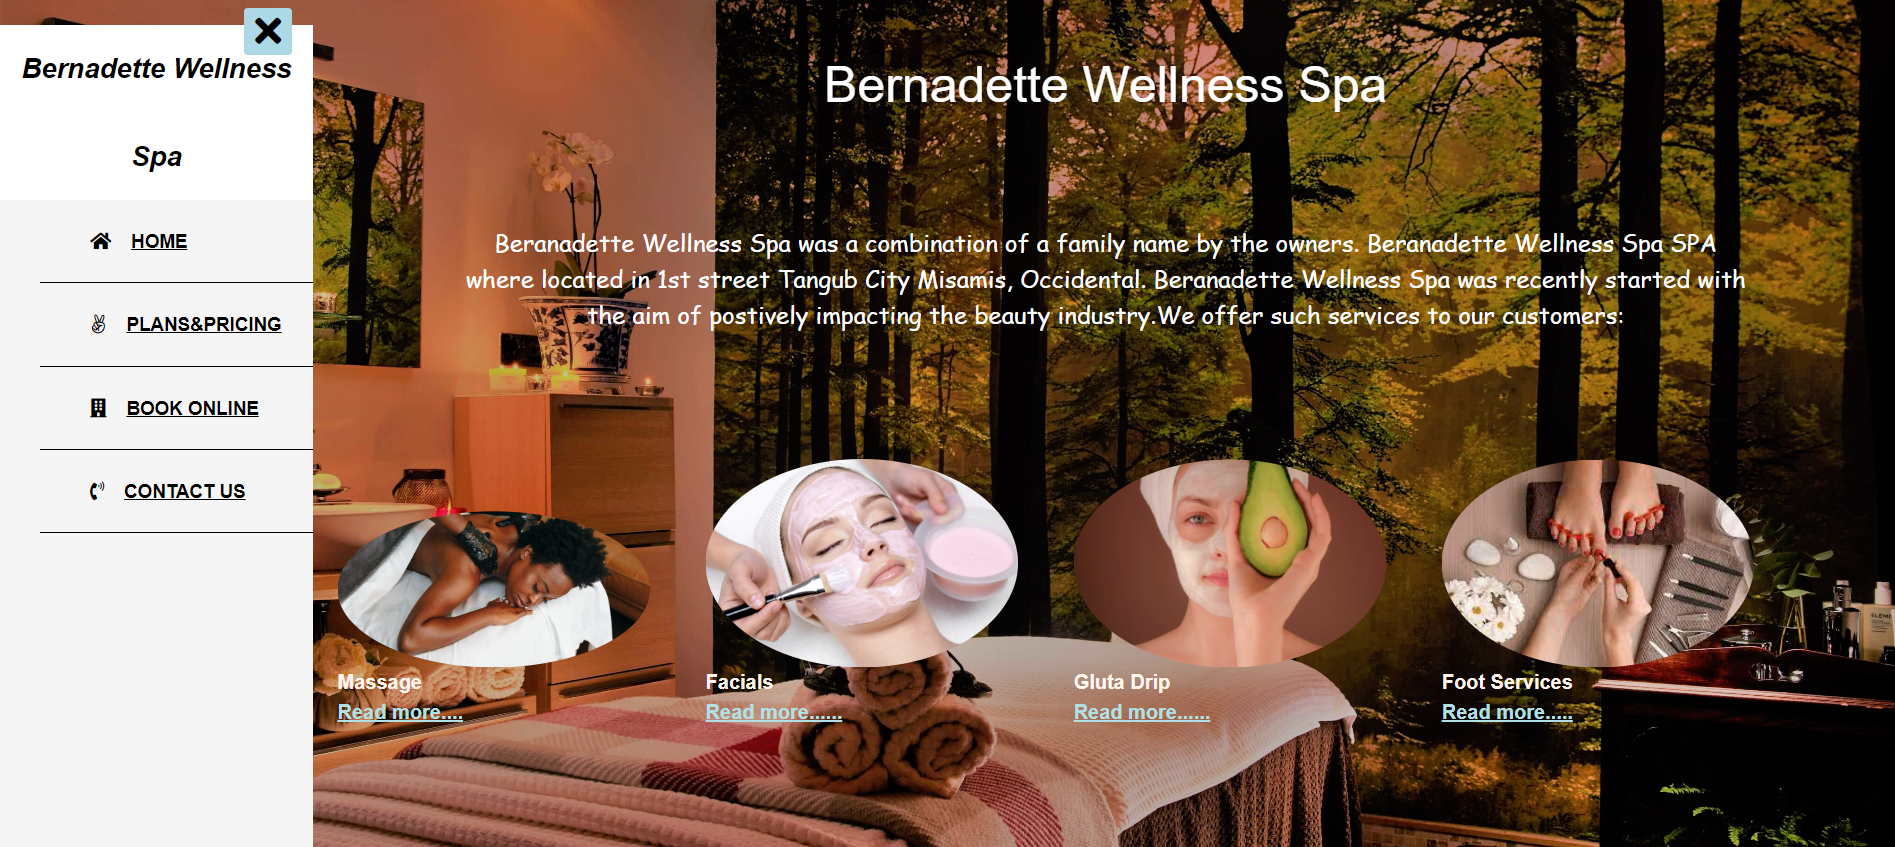 Bernadette Wellness
Spa
HOME
PLANS&PRICING
BOOK ONLINE
CONTACT US
Bernadette Wellness Spa
Beranadette Wellness Spa was a combination of a family name by the owners. Beranadette Wellness Spa SPA
where located in 1st street Tangub City Misamis, Occidental. Beranadette Wellness Spa was recently started with
the aim of postively impacting the beauty industry.We offer such services to our customers:
Massage
Read more....
Facials
Read more......
Gluta Drip
Read more......
Foot Services
Read more.....
ELEMI